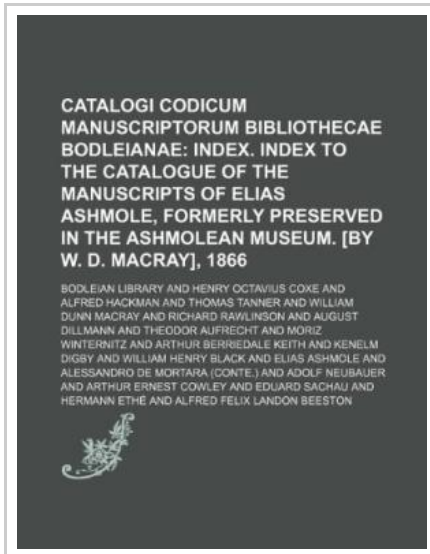 CATALOGI CODICUM
MANUSCRIPTORUM BIBLIOTHECAE
BODLEIANAE: INDEX. INDEX TO
THE CATALOGUE OF THE
MANUSCRIPTS OF ELIAS
ASHMOLE, FORMERLY PRESERVED
IN THE ASHMOLEAN MUSEUM. [BY
W. D. MACRAY], 1866
BODLEIAN LIBRARY AND HENRY OCTAVIUS COXE AND
ALFRED HACKMAN AND THOMAS TANNER AND WILLIAM
DUNN MACRAY AND RICHARD RAWLINSON AND AUGUST
DILLMANN AND THEODOR AUFRECHT AND MORIZ
WINTERNITZ AND ARTHUR BERRIEDALE KEITH AND KENELM
DIGBY AND WILLIAM HENRY BLACK AND ELIAS ASHMOLE AND
ALESSANDRO DE MORTARA (CONTE.) AND ADOLF NEUBAUER
AND ARTHUR ERNEST COWLEY AND EDUARD SACHAU AND
HERMANN ETHÉ AND ALFRED FELIX LANDON BEESTON